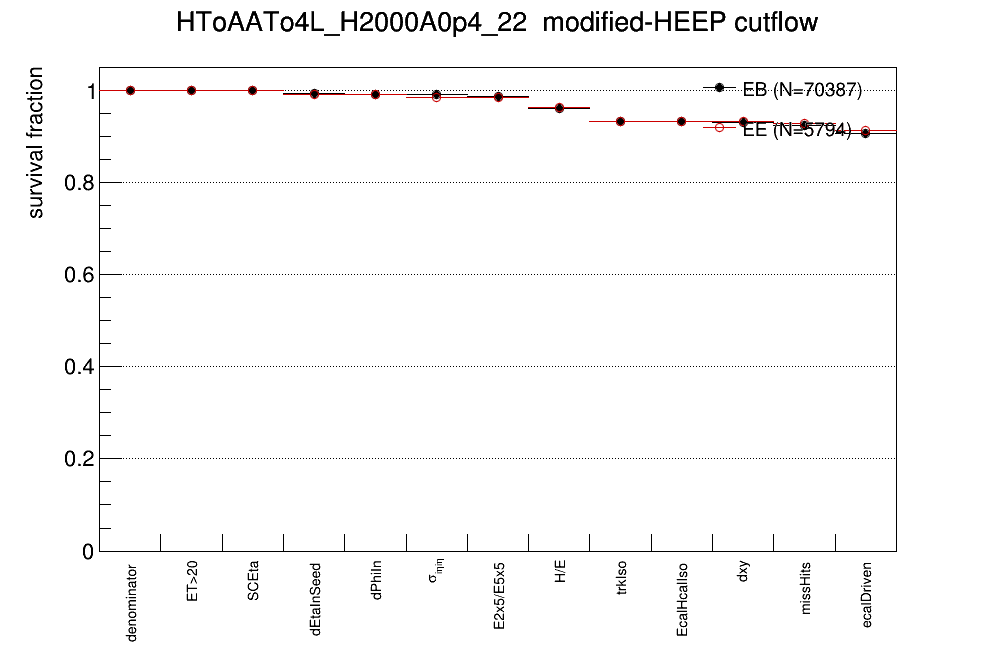 HToAATo4L_H2000A0p4_22 modified-HEEP cutflow
survival fraction
1
0.8
0.6
0.4
0.2
0
EB (N=70387)
EE (N=5794)
denominator
ET>20
SCEta
dEtaInSeed
dPhiIn
σiηiη
E2x5/E5x5
H/E
trkIso
EcalHcalIso
dxy
missHits
ecalDriven